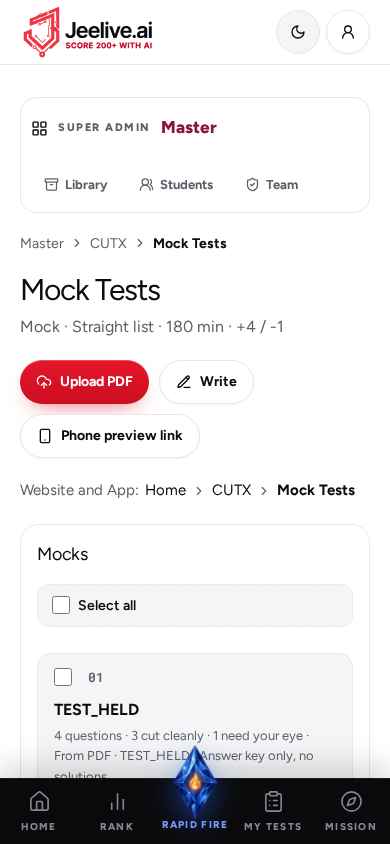 Jeelive.ai
SCORE 200+ WITH AI
SUPER ADMIN Master
Library Students Team
Master > CUTX > Mock Tests
Mock Tests
Mock · Straight list · 180 min · +4 / -1
Upload PDF Write
Phone preview link
Website and App: Home > CUTX > Mock Tests
Mocks
Select all
01
TEST_HELD
4 questions · 3 cut cleanly · 1 need your eye ·
From PDF · TEST_HELD Answer key only, no
solutions
HOME RANK RAPID FIRE MY TESTS MISSION